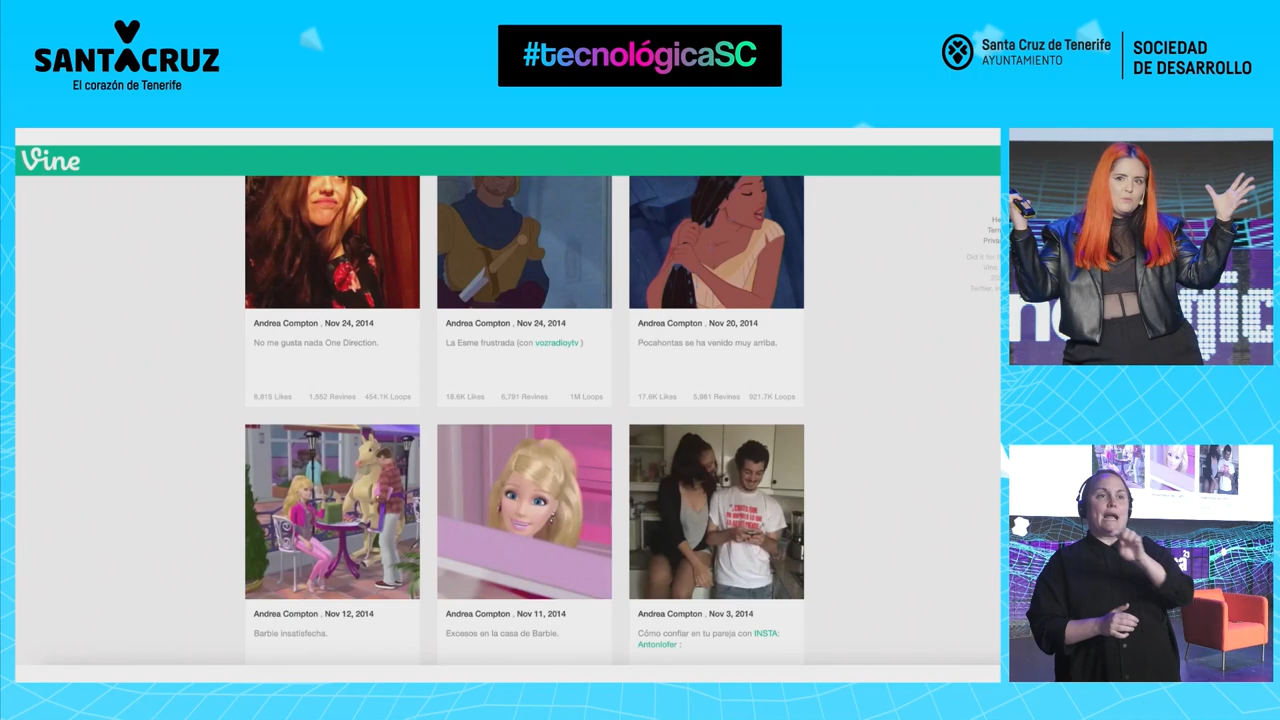 SANTACRUZ
El corazón de Tenerife
#tecnológicaSC
Santa Cruz de Tenerife
AYUNTAMIENTO
SOCIEDAD
DE DESARROLLO
Vine
Andrea Compton , Nov 24, 2014
No me gusta nada One Direction.
8,815 Likes 1,652 Revines 454.1K Loops
Andrea Compton , Nov 24, 2014
La Esme frustrada (con vozradioytv )
18.6K Likes 6,791 Revines 1M Loops
Andrea Compton , Nov 20, 2014
Pocahontas se ha venido muy arriba.
17.6K Likes 5,981 Revines 921.7K Loops
Andrea Compton , Nov 12, 2014
Barbie insatisfecha.
Andrea Compton , Nov 11, 2014
Excesos en la casa de Barbie.
Andrea Compton , Nov 3, 2014
Cómo confiar en tu pareja con INSTA:
Antonlofer :